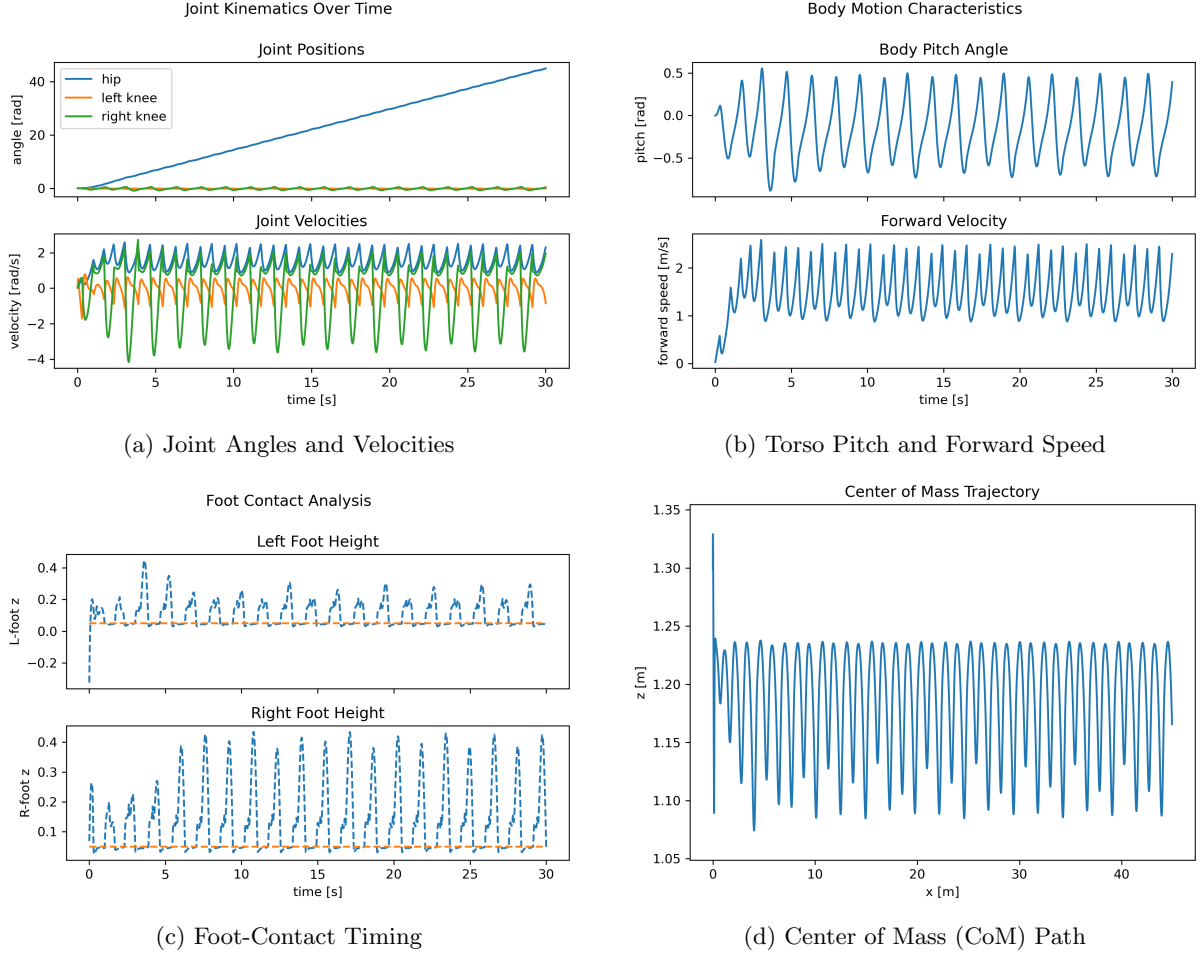 Joint Kinematics Over Time
Joint Positions
angle [rad]
40
20
0
hip
left knee
right knee
Joint Velocities
velocity [rad/s]
2
0
−2
−4
0 5 10 15 20 25 30
time [s]
(a) Joint Angles and Velocities
Body Motion Characteristics
Body Pitch Angle
pitch [rad]
0.5
0.0
−0.5
Forward Velocity
forward speed [m/s]
2
1
0
0 5 10 15 20 25 30
time [s]
(b) Torso Pitch and Forward Speed
Foot Contact Analysis
Left Foot Height
L-foot z
0.4
0.2
0.0
−0.2
0 5 10 15 20 25 30
Right Foot Height
R-foot z
0.4
0.3
0.2
0.1
0 5 10 15 20 25 30
time [s]
(c) Foot-Contact Timing
Center of Mass Trajectory
z [m]
1.35
1.30
1.25
1.20
1.15
1.10
1.05
0 10 20 30 40
x [m]
(d) Center of Mass (CoM) Path